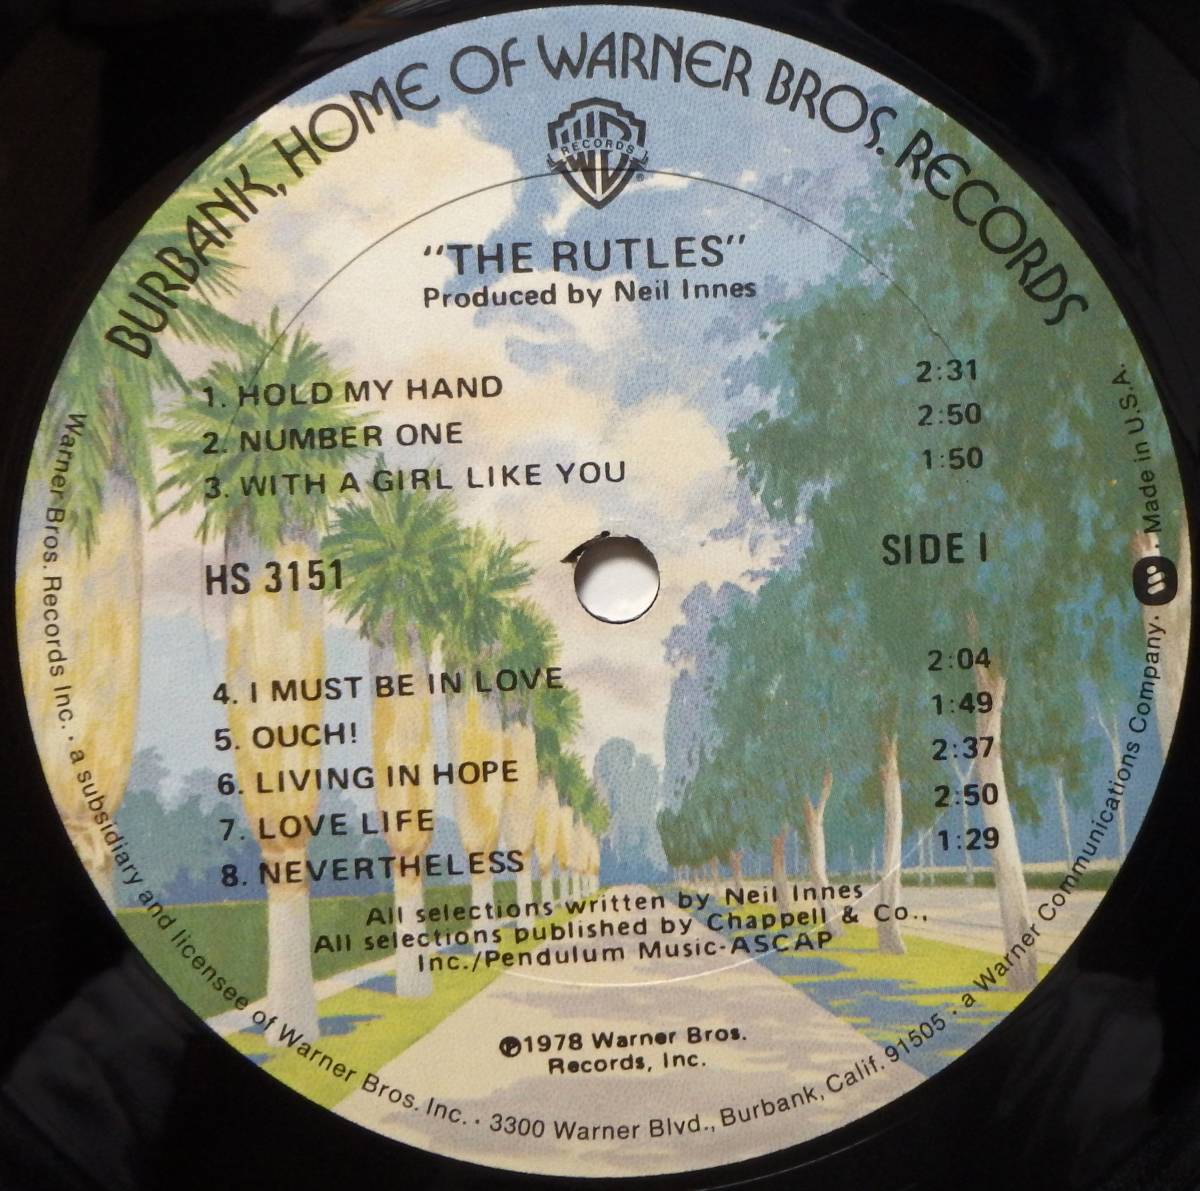 BURBANK, HOME OF WARNER BROS. RECORDS
WB
RECORDS
®
"THE RUTLES"
Produced by Neil Innes
1. HOLD MY HAND 2:31
2. NUMBER ONE 2:50
3. WITH A GIRL LIKE YOU 1:50
HS 3151 SIDE I
4. I MUST BE IN LOVE 2:04
5. OUCH! 1:49
6. LIVING IN HOPE 2:37
7. LOVE LIFE 2:50
8. NEVERTHELESS 1:29
All selections written by Neil Innes
All selections published by Chappell & Co.,
Inc./Pendulum Music-ASCAP
℗1978 Warner Bros.
Records, Inc.
Warner Bros. Records Inc. · a subsidiary and licensee of Warner Bros. Inc. · 3300 Warner Blvd., Burbank, Calif. 91505 · a Warner Communications Company. · Made in U.S.A.